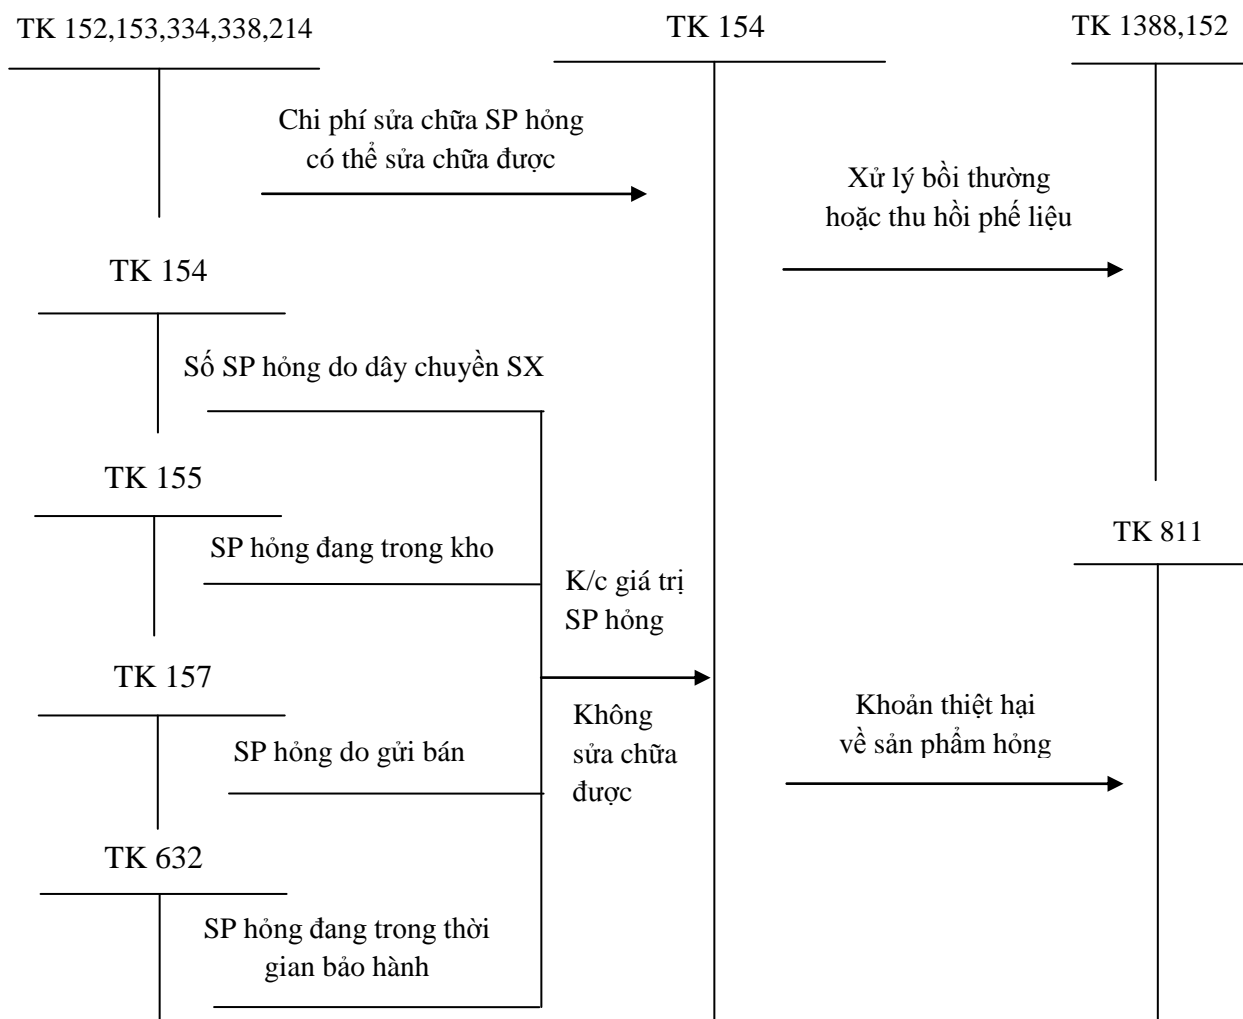 TK 152,153,334,338,214
TK 154
TK 1388,152
Chi phí sửa chữa SP hỏng
có thể sửa chữa được
Xử lý bồi thường
hoặc thu hồi phế liệu
TK 154
Số SP hỏng do dây chuyền SX
TK 155
SP hỏng đang trong kho
TK 811
K/c giá trị
SP hỏng
TK 157
SP hỏng do gửi bán
Không
sửa chữa
được
Khoản thiệt hại
về sản phẩm hỏng
TK 632
SP hỏng đang trong thời
gian bảo hành